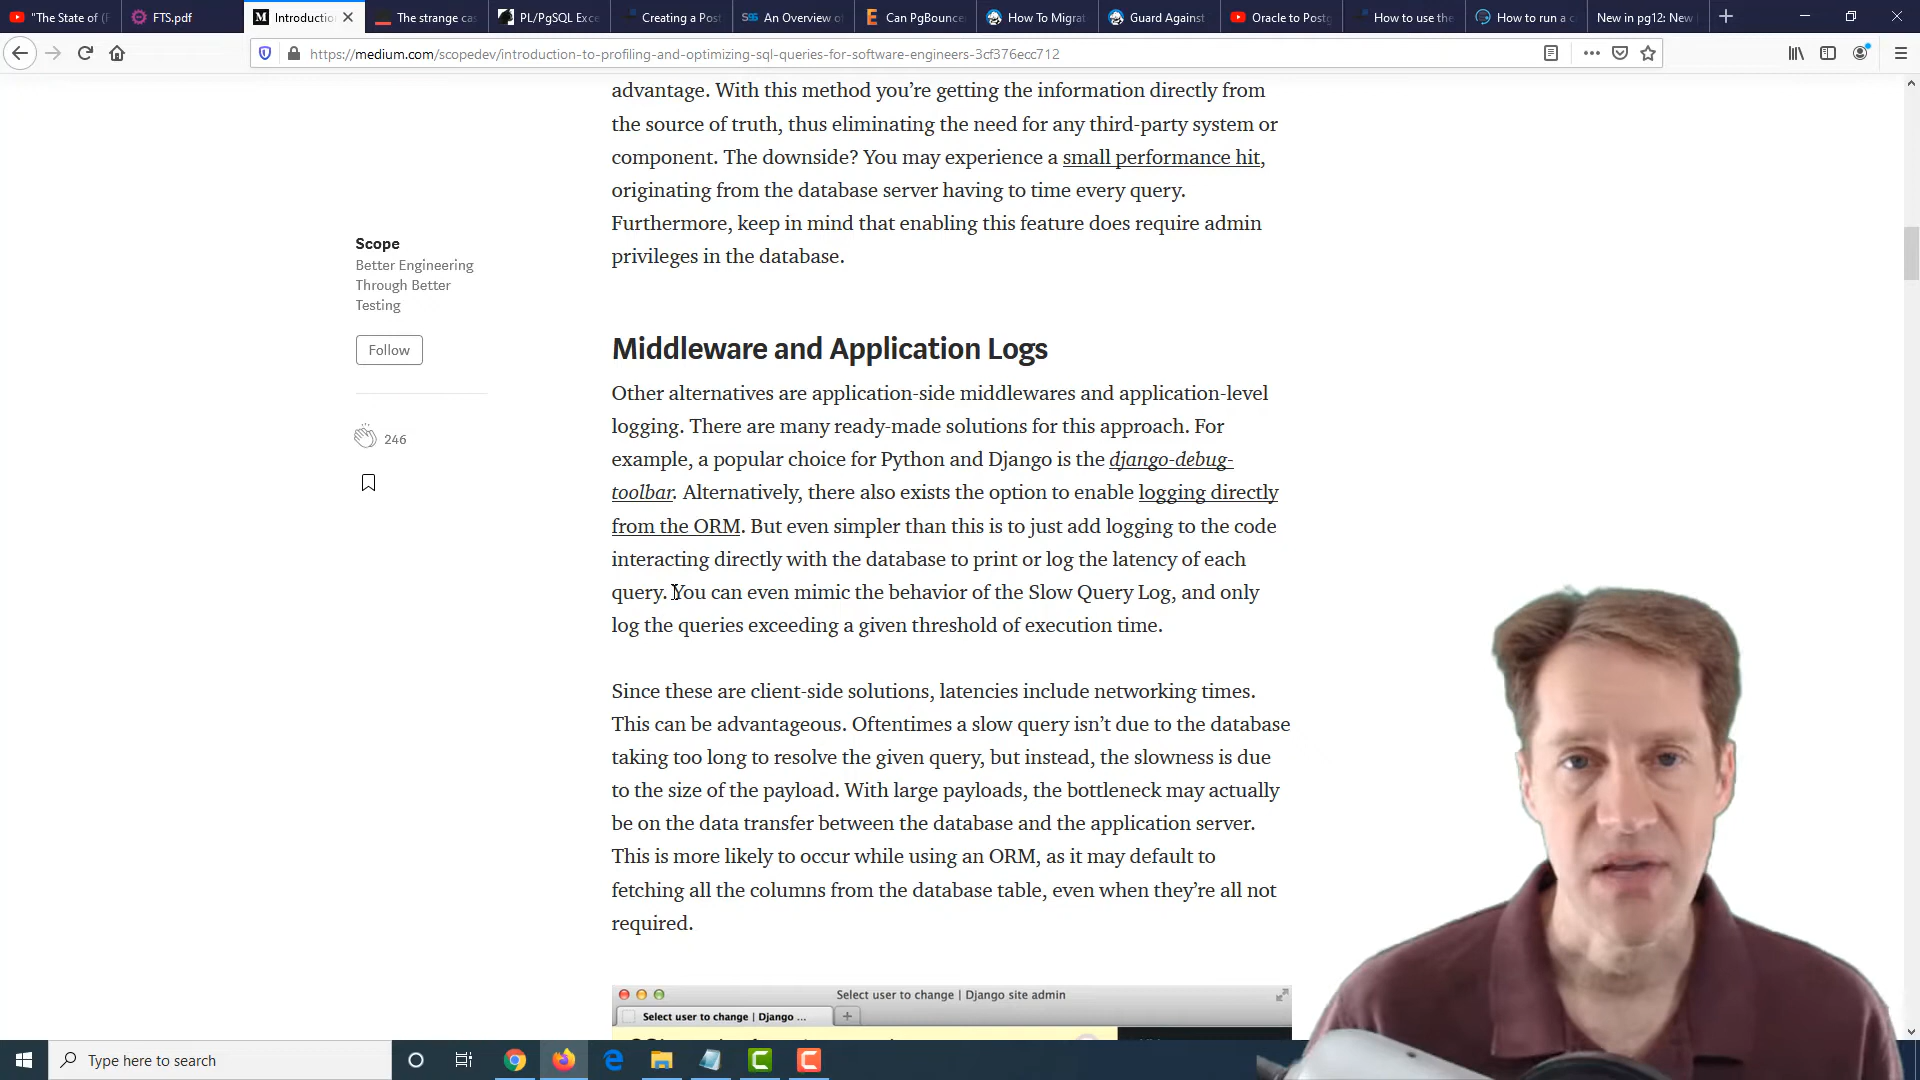 "The State of (
FTS.pdf
Introductio
The strange cas
PL/PgSQL Exce
Creating a Post
An Overview of
Can PgBounce
How To Migrat
Guard Against
Oracle to Postg
How to use the
How to run a c
New in pg12: New
https://medium.com/scopedev/introduction-to-profiling-and-optimizing-sql-queries-for-software-engineers-3cf376ecc712
advantage. With this method you’re getting the information directly from
the source of truth, thus eliminating the need for any third-party system or
component. The downside? You may experience a small performance hit,
originating from the database server having to time every query.
Furthermore, keep in mind that enabling this feature does require admin
privileges in the database.
Scope
Better Engineering
Through Better
Testing
Follow
246
Middleware and Application Logs
Other alternatives are application-side middlewares and application-level
logging. There are many ready-made solutions for this approach. For
example, a popular choice for Python and Django is the django-debug-
toolbar. Alternatively, there also exists the option to enable logging directly
from the ORM. But even simpler than this is to just add logging to the code
interacting directly with the database to print or log the latency of each
query. You can even mimic the behavior of the Slow Query Log, and only
log the queries exceeding a given threshold of execution time.
Since these are client-side solutions, latencies include networking times.
This can be advantageous. Oftentimes a slow query isn’t due to the database
taking too long to resolve the given query, but instead, the slowness is due
to the size of the payload. With large payloads, the bottleneck may actually
be on the data transfer between the database and the application server.
This is more likely to occur while using an ORM, as it may default to
fetching all the columns from the database table, even when they’re all not
required.
Select user to change | Django site admin
Select user to change | Django ...
Type here to search